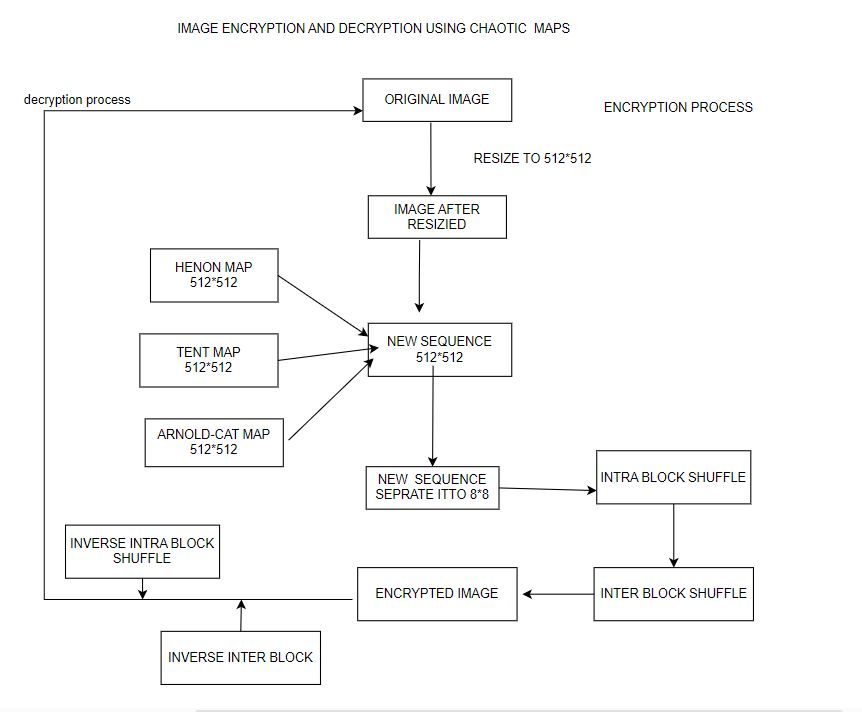 IMAGE ENCRYPTION AND DECRYPTION USING CHAOTIC MAPS
decryption process
ORIGINAL IMAGE
ENCRYPTION PROCESS
RESIZE TO 512*512
IMAGE AFTER
RESIZIED
HENON MAP
512*512
NEW SEQUENCE
512*512
TENT MAP
512*512
ARNOLD-CAT MAP
512*512
NEW SEQUENCE
SEPRATE ITTO 8*8
INTRA BLOCK SHUFFLE
INVERSE INTRA BLOCK
SHUFFLE
ENCRYPTED IMAGE
INTER BLOCK SHUFFLE
INVERSE INTER BLOCK